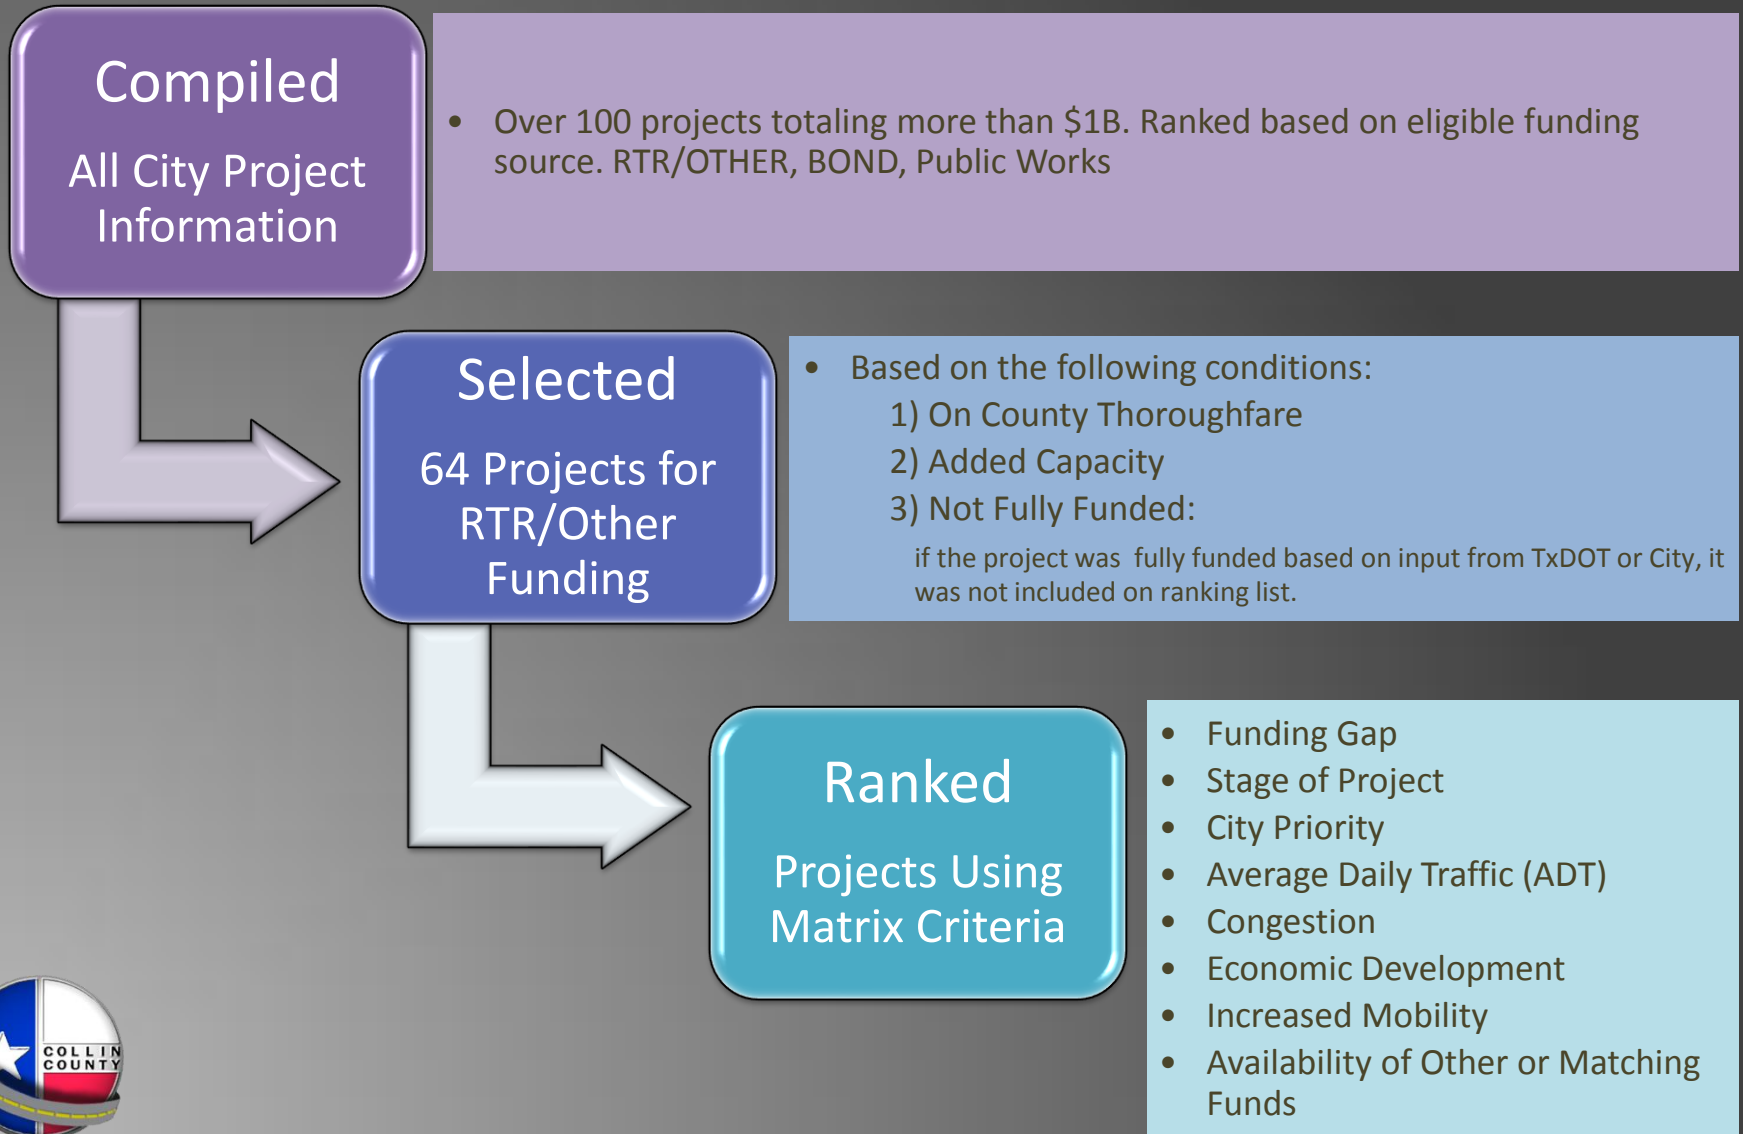 Compiled
All City Project
Information
• Over 100 projects totaling more than $1B. Ranked based on eligible funding
source. RTR/OTHER, BOND, Public Works
Selected
64 Projects for
RTR/Other
Funding
• Based on the following conditions:
1) On County Thoroughfare
2) Added Capacity
3) Not Fully Funded:
if the project was  fully funded based on input from TxDOT or City, it
was not included on ranking list.
Ranked
Projects Using
Matrix Criteria
• Funding Gap
• Stage of Project
• City Priority
• Average Daily Traffic (ADT)
• Congestion
• Economic Development
• Increased Mobility
• Availability of Other or Matching
Funds
COLLIN
COUNTY